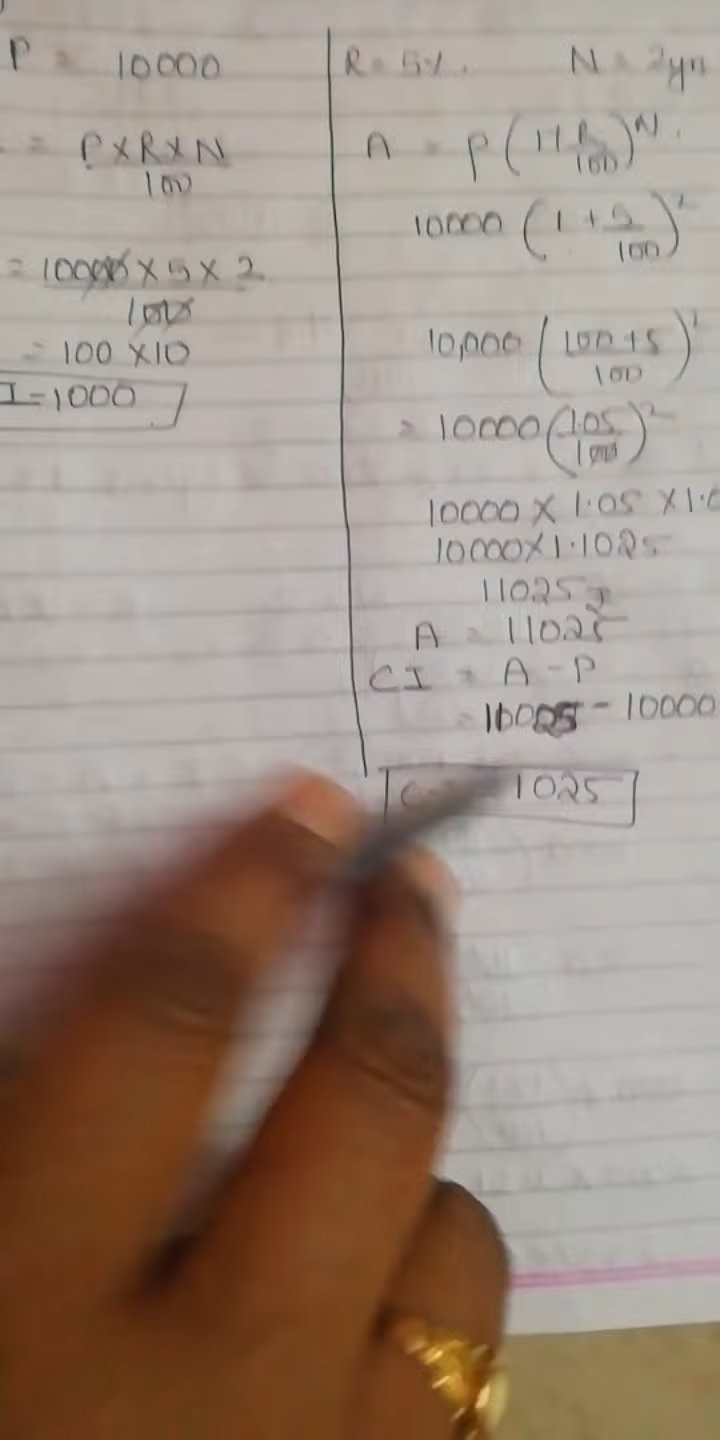 P = 10000
= P×R×N
100
= 10000 × 5 × 2
100
= 100 ×10
I=1000
R = 5%. N = 2yr
A = P(1+R/100)^N.
10000 (1 + 5/100)^2
10,000 (100+5/100)^2
= 10000(105/100)^2
10000 × 1.05 ×1.0
10000×1.1025
11025
A = 11025
CI = A - P
= - 10000
1025